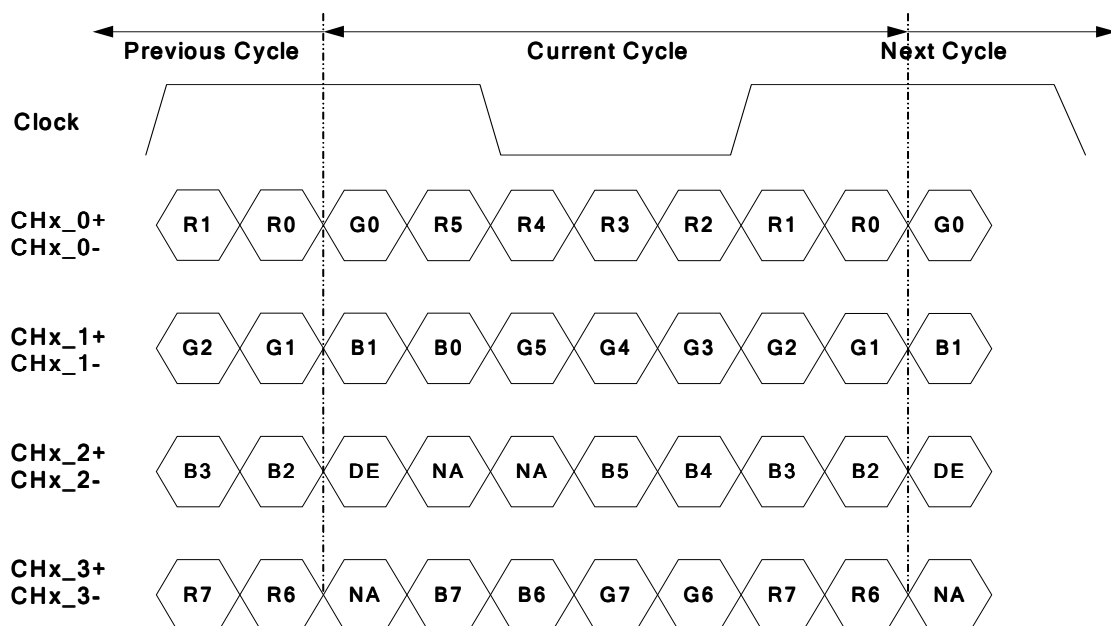 Previous Cycle Current Cycle Next Cycle
Clock
CHx_0+
CHx_0-
R1 R0 G0 R5 R4 R3 R2 R1 R0 G0
CHx_1+
CHx_1-
G2 G1 B1 B0 G5 G4 G3 G2 G1 B1
CHx_2+
CHx_2-
B3 B2 DE NA NA B5 B4 B3 B2 DE
CHx_3+
CHx_3-
R7 R6 NA B7 B6 G7 G6 R7 R6 NA